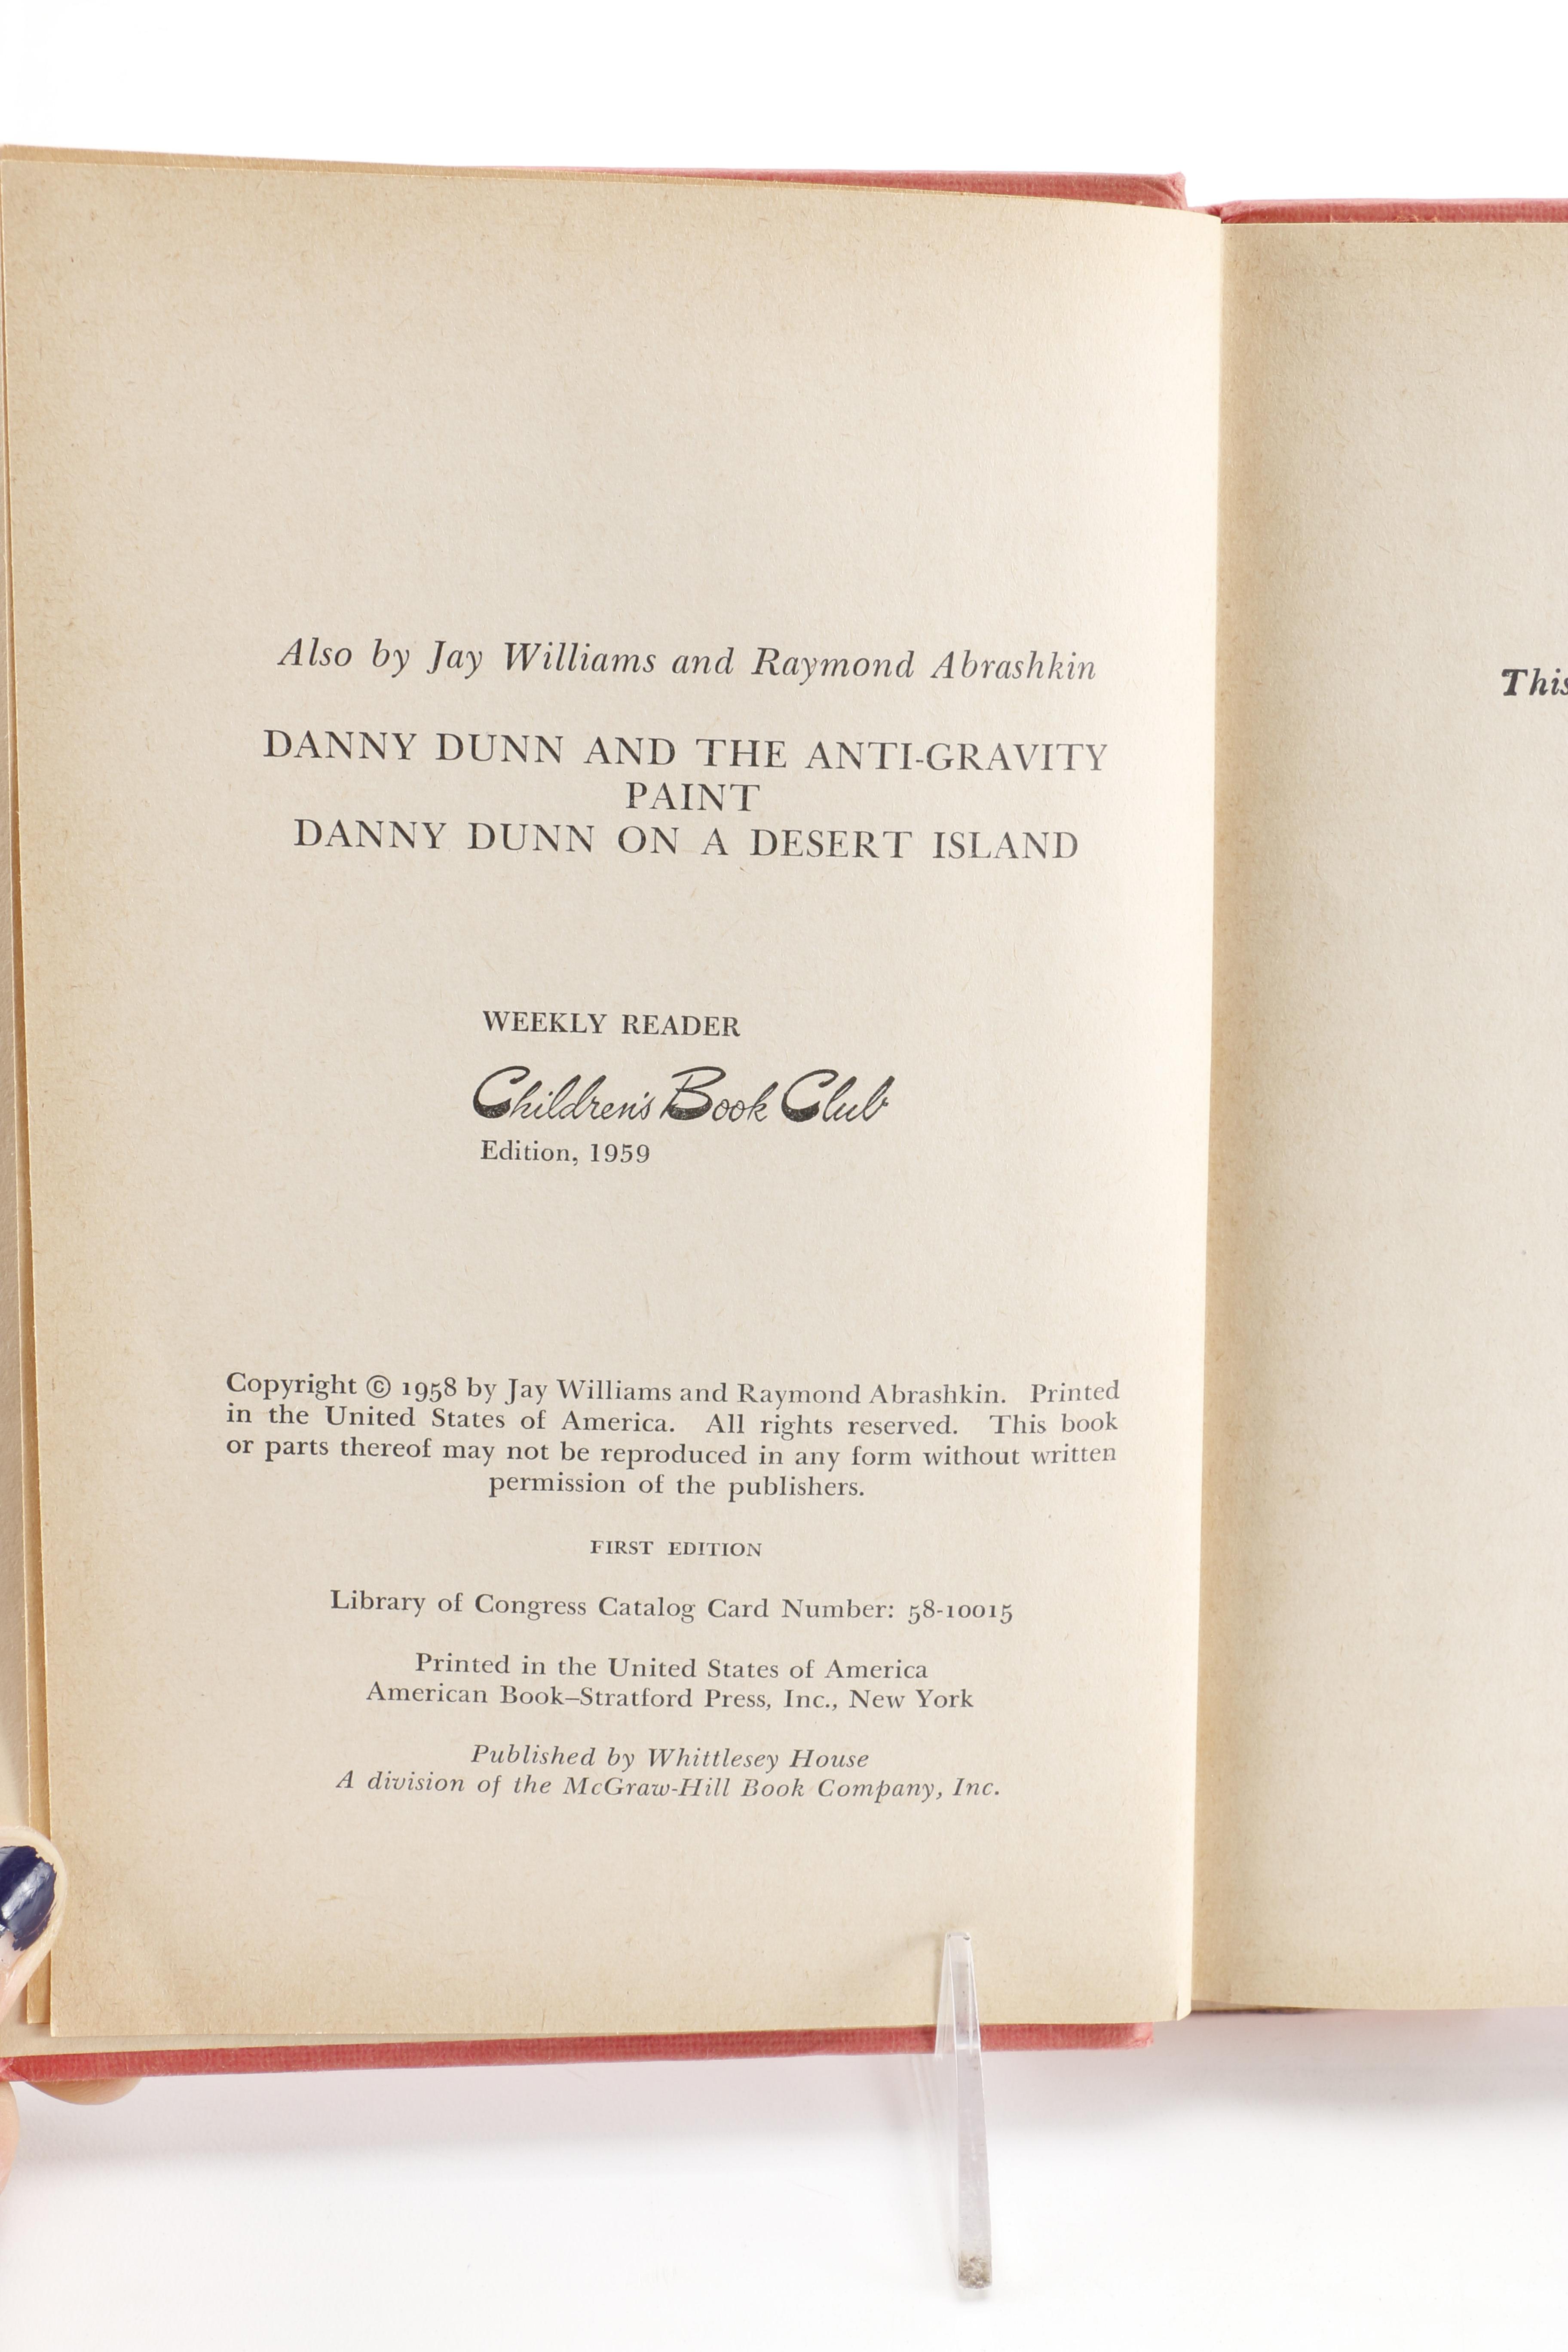 Also by Jay Williams and Raymond Abrashkin
DANNY DUNN AND THE ANTI-GRAVITY
PAINT
DANNY DUNN ON A DESERT ISLAND
WEEKLY READER
Children's Book Club
Edition, 1959
Copyright © 1958 by Jay Williams and Raymond Abrashkin. Printed
in the United States of America. All rights reserved. This book
or parts thereof may not be reproduced in any form without written
permission of the publishers.
FIRST EDITION
Library of Congress Catalog Card Number: 58-10015
Printed in the United States of America
American Book–Stratford Press, Inc., New York
Published by Whittlesey House
A division of the McGraw-Hill Book Company, Inc.
This